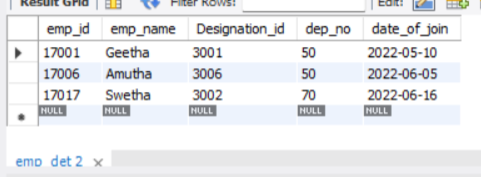 Result Grid Filter Rows: Edit:
emp_id emp_name Designation_id dep_no date_of_join
17001 Geetha 3001 50 2022-05-10
17006 Amutha 3006 50 2022-06-05
17017 Swetha 3002 70 2022-06-16
NULL NULL NULL NULL NULL
emp_det 2 x